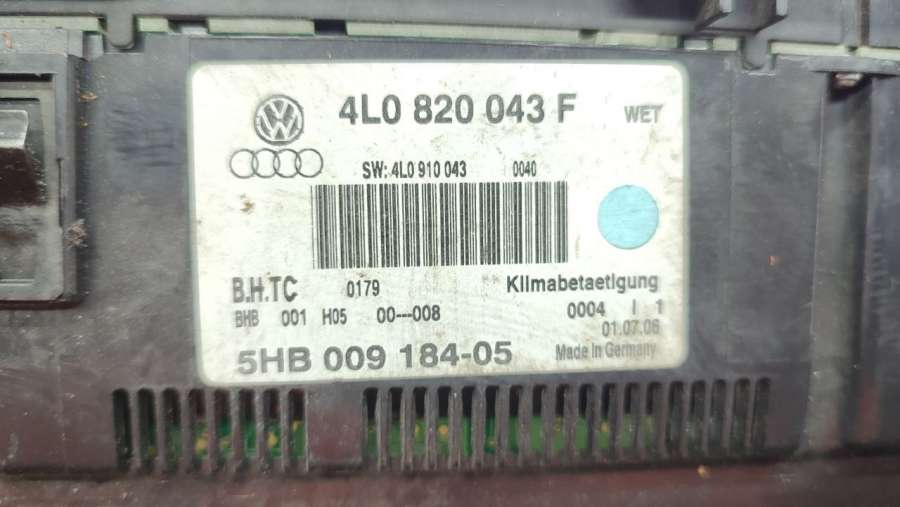 4L0 820 043 F WET
SW: 4L0 910 043 0040
B.H.TC 0179 Klimabetaetigung
BHB 001 H05 00---008 0004 I 1
01.07.06
5HB 009 184-05 Made in Germany